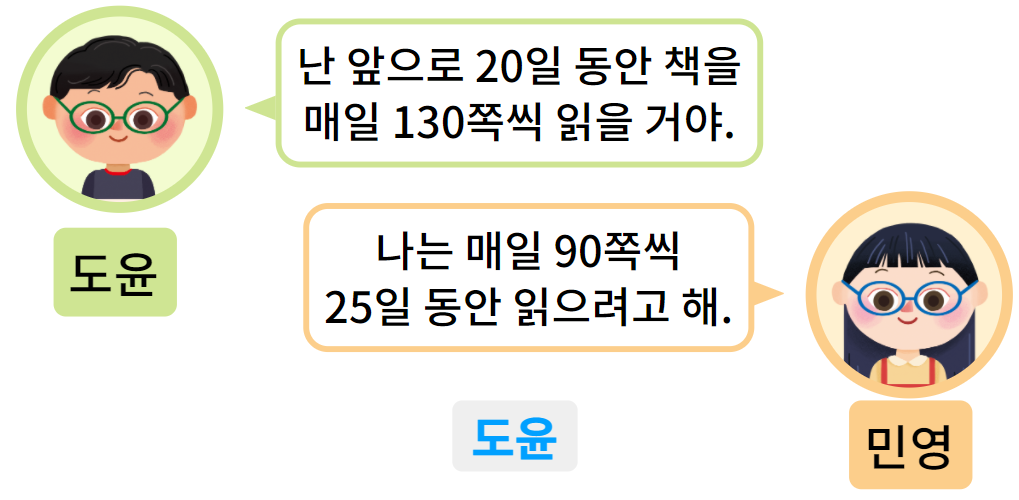 난 앞으로 20일 동안 책을
매일 130쪽씩 읽을 거야.
도윤
나는 매일 90쪽씩
25일 동안 읽으려고 해.
민영
도윤